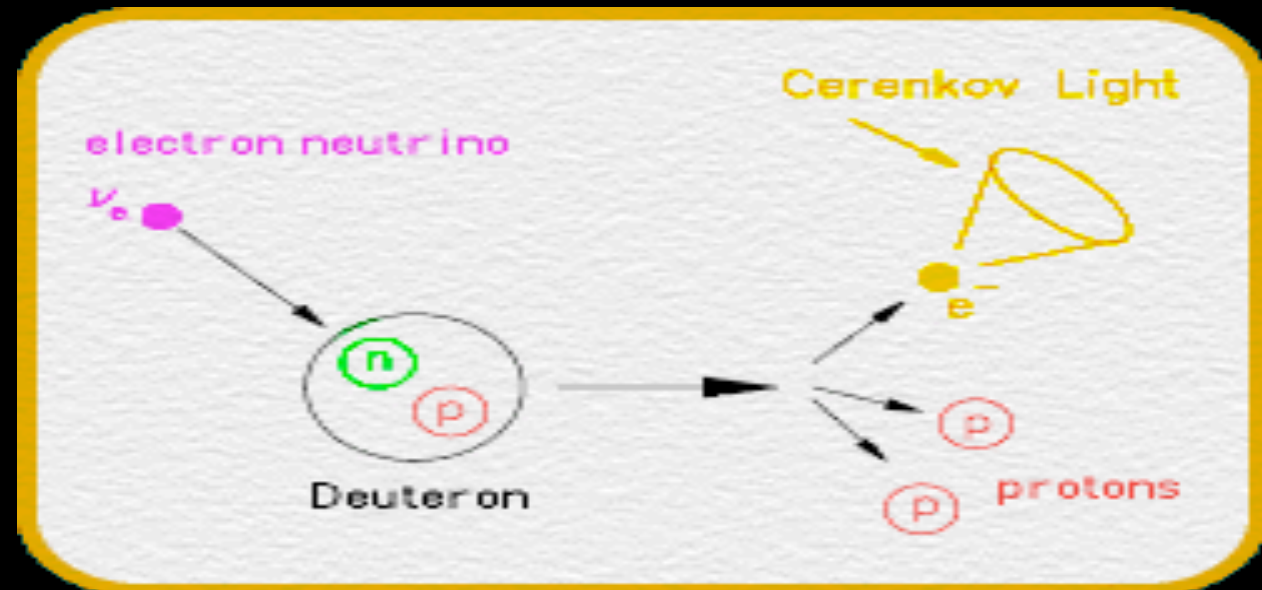 Cerenkov Light
electron neutrino
νe
e-
n
p
p
Deuteron
protons
p